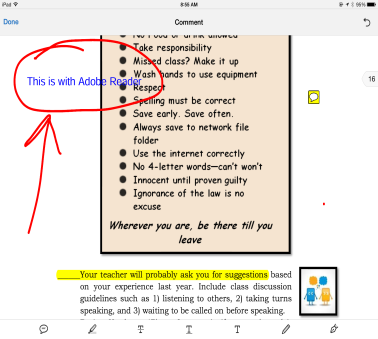 iPad
8:55 AM
95%
Done
Comment
No Food or drink allowed
Take responsibility
Missed class? Make it up
Wash hands to use equipment
This is with Adobe Reader
Respect
Spelling must be correct
Save early. Save often.
Always save to network file
folder
Use the internet correctly
No 4-letter words—can't won't
Innocent until proven guilty
Ignorance of the law is no
excuse
Wherever you are, be there till you
leave
16
Your teacher will probably ask you for suggestions based
on your experience last year. Include class discussion
guidelines such as 1) listening to others, 2) taking turns
speaking, and 3) waiting to be called on before speaking.
T
T
T